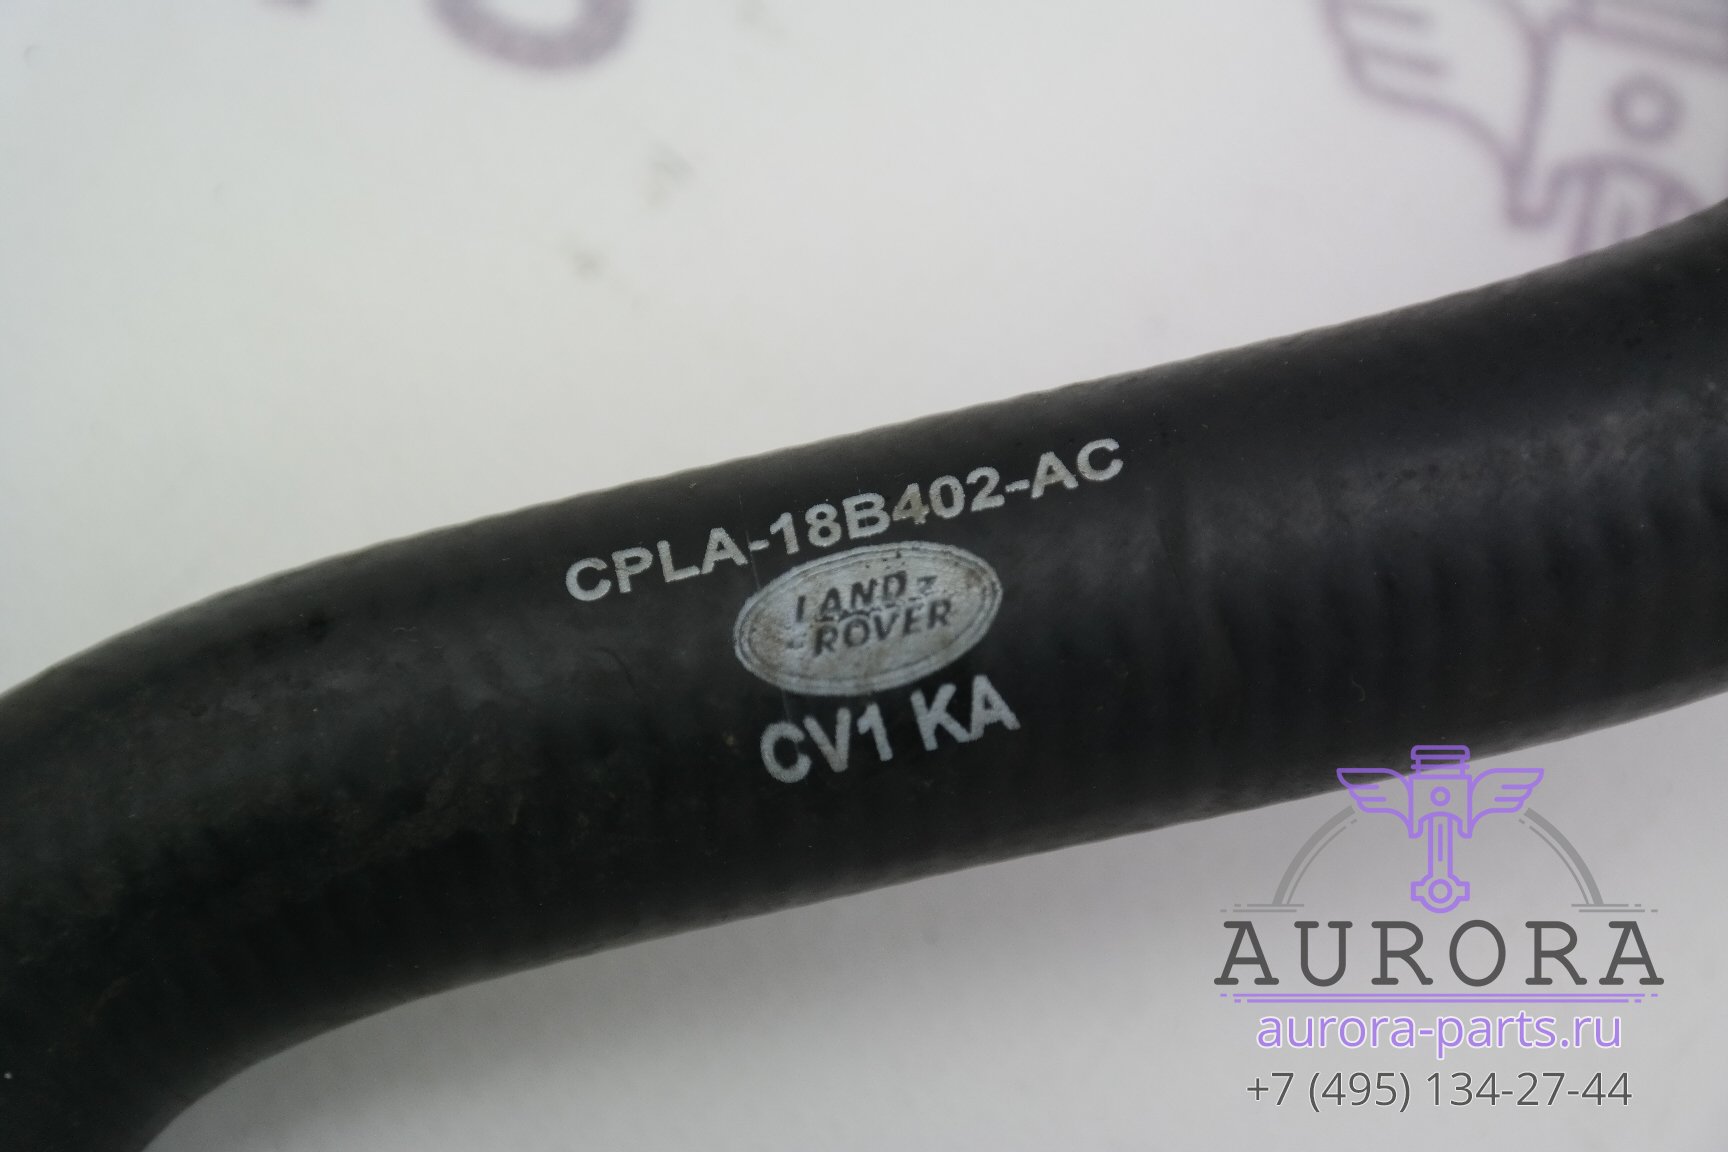 CPLA-18B402-AC
LAND
ROVER
CV1 KA
AURORA
aurora-parts.ru
+7 (495) 134-27-44